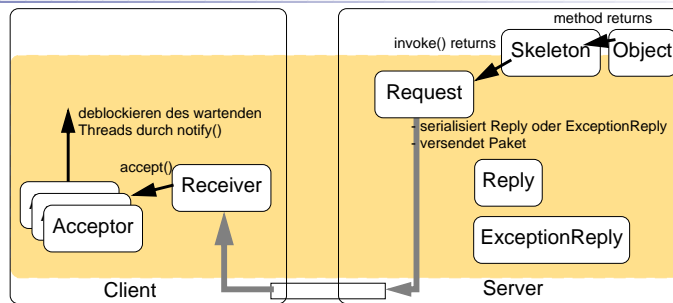 method returns
invoke() returns
Skeleton
Object
Request
deblockieren des wartenden
Threads durch notify()
- serialisiert Reply oder ExceptionReply
- versendet Paket
accept()
Receiver
Reply
Acceptor
ExceptionReply
Client
Server